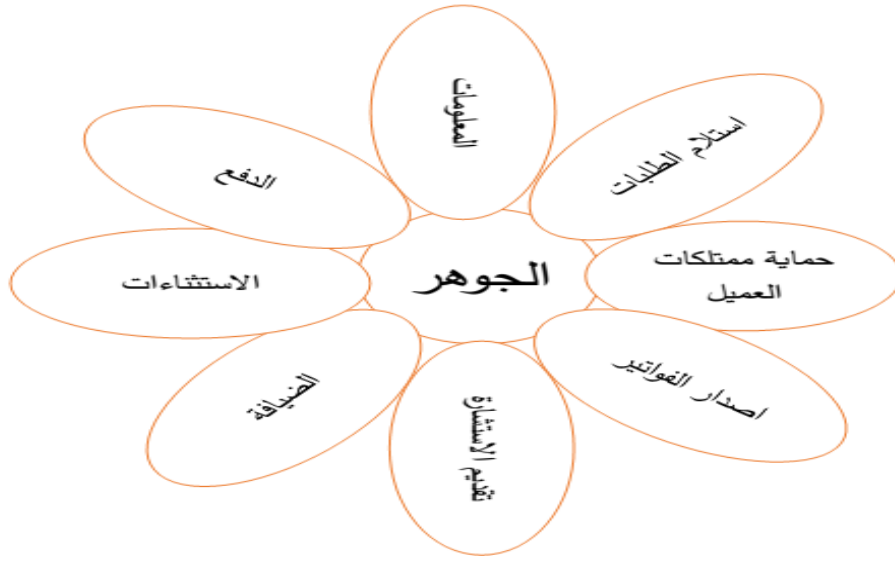 المعلومات
استلام الطلبات
الدفع
حماية ممتلكات
العميل
الجوهر
الاستثناءات
اصدار الفواتير
الضيافة
تقديم الاستشارة